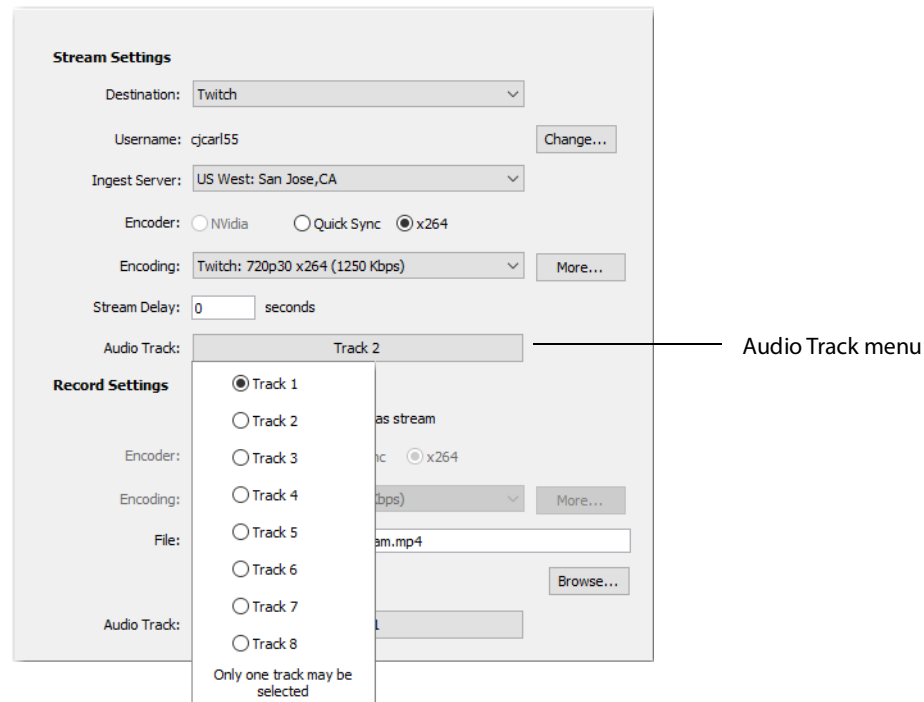 Stream Settings
Destination: Twitch
Username: cjcarl55 Change...
Ingest Server: US West: San Jose,CA
Encoder: NVidia Quick Sync x264
Encoding: Twitch: 720p30 x264 (1250 Kbps) More...
Stream Delay: 0 seconds
Audio Track: Track 2 Audio Track menu
Record Settings Track 1
Track 2 as stream
Encoder: Track 3 nc x264
Track 4
Encoding: bps) More...
Track 5
File: am.mp4
Track 6
Browse...
Track 7
Audio Track: 1
Track 8
Only one track may be
selected